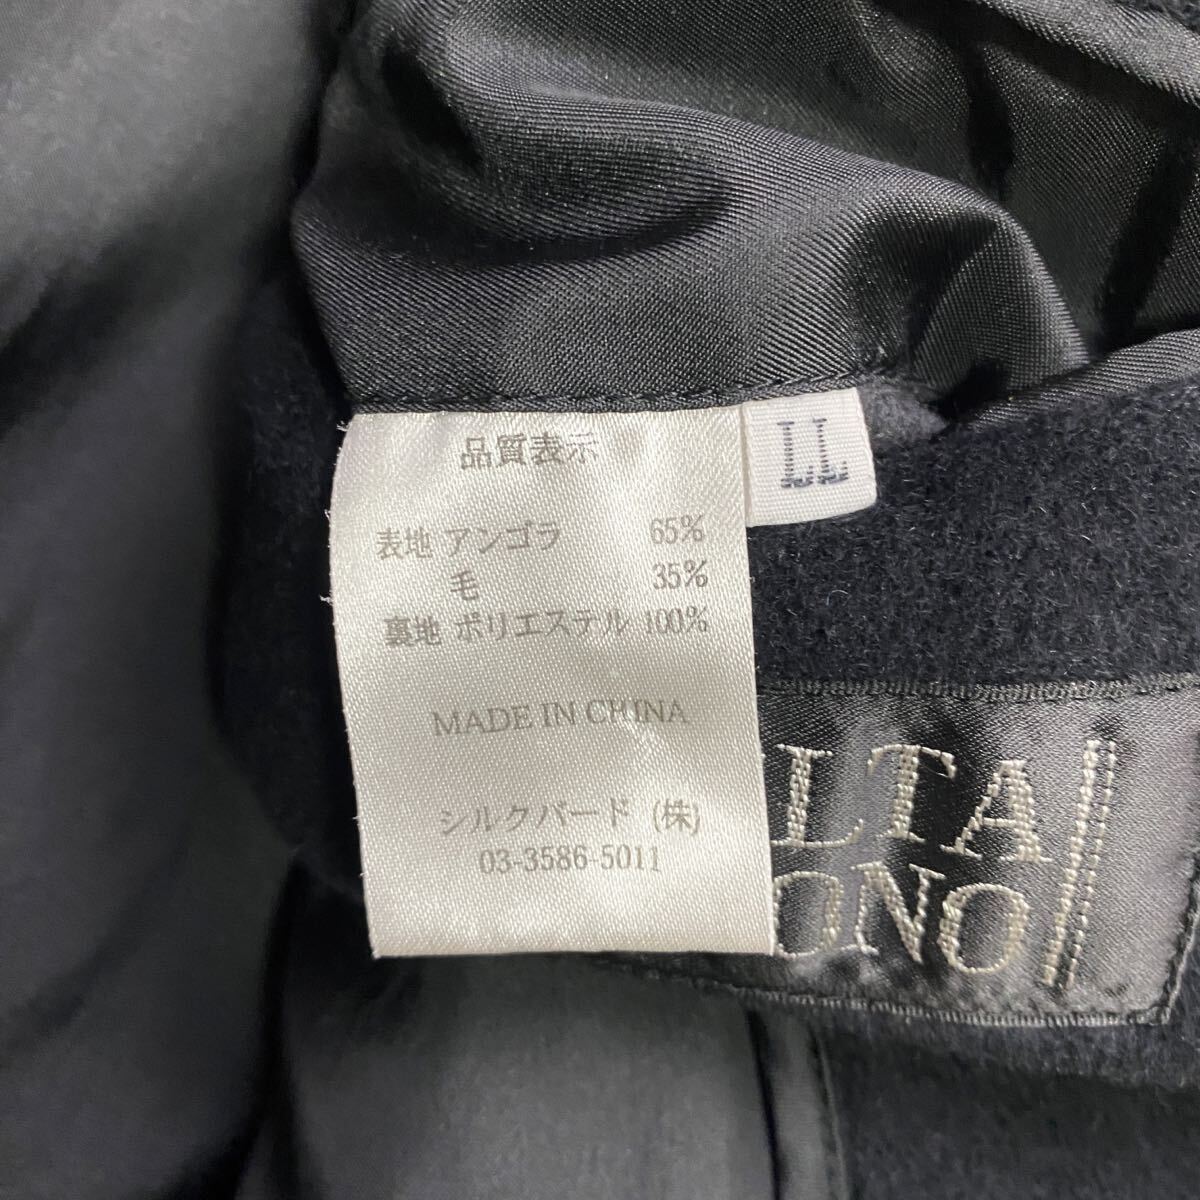 品質表示
LL
表地 アンゴラ 65%
毛 35%
裏地 ポリエステル 100%
MADE IN CHINA
シルクバード (株)
03-3586-5011
LTA
ONO